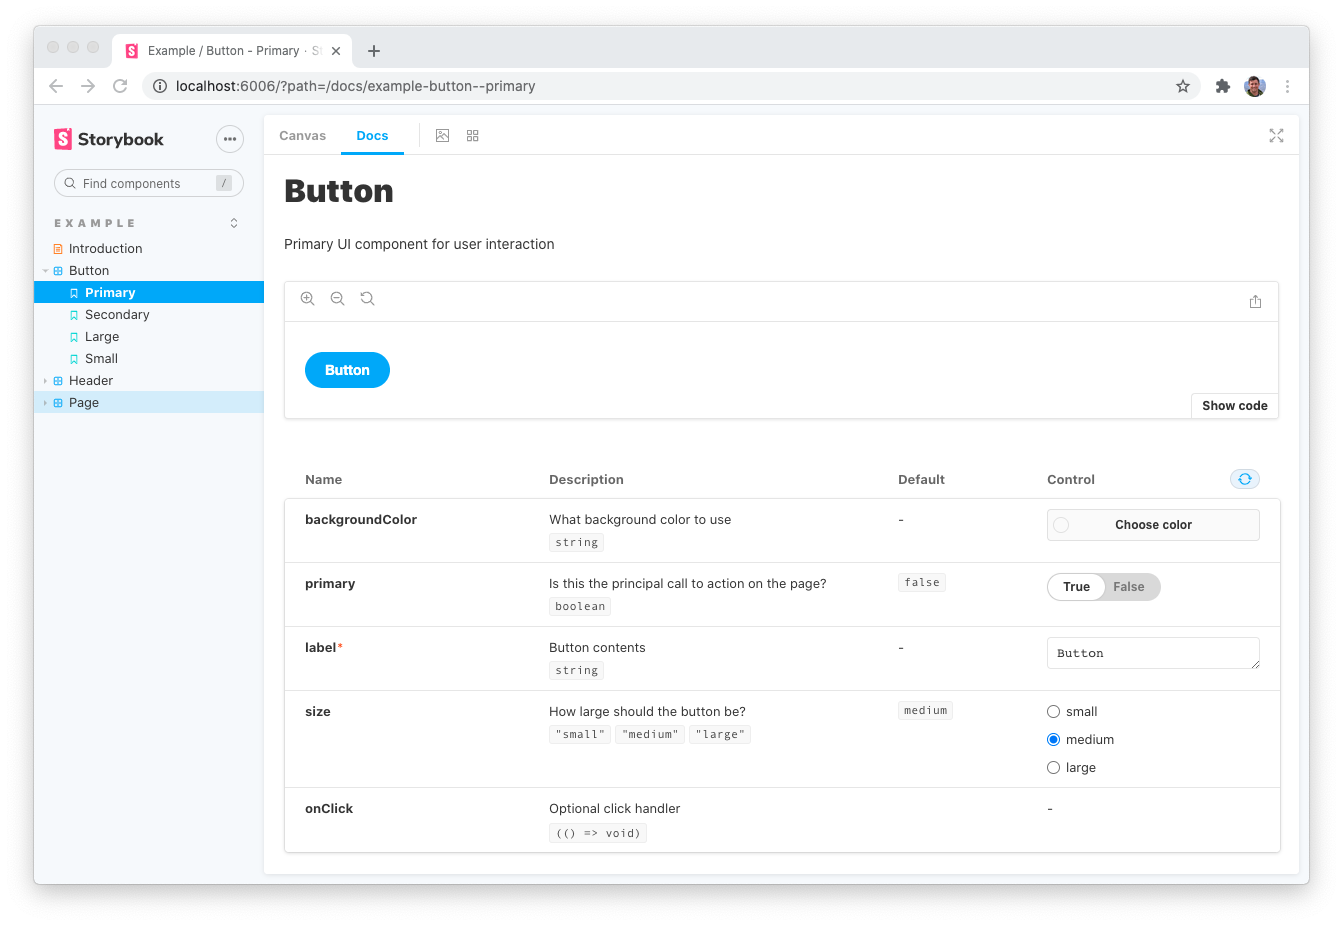 Example / Button - Primary · S
localhost:6006/?path=/docs/example-button--primary
Storybook
Find components /
EXAMPLE
Introduction
Button
Primary
Secondary
Large
Small
Header
Page
Canvas Docs
Button
Primary UI component for user interaction
Button
Show code
Name Description Default Control
backgroundColor What background color to use - Choose color
string
primary Is this the principal call to action on the page? false True False
boolean
label* Button contents - Button
string
size How large should the button be? medium small
"small" "medium" "large"
medium
large
onClick Optional click handler -
(() => void)